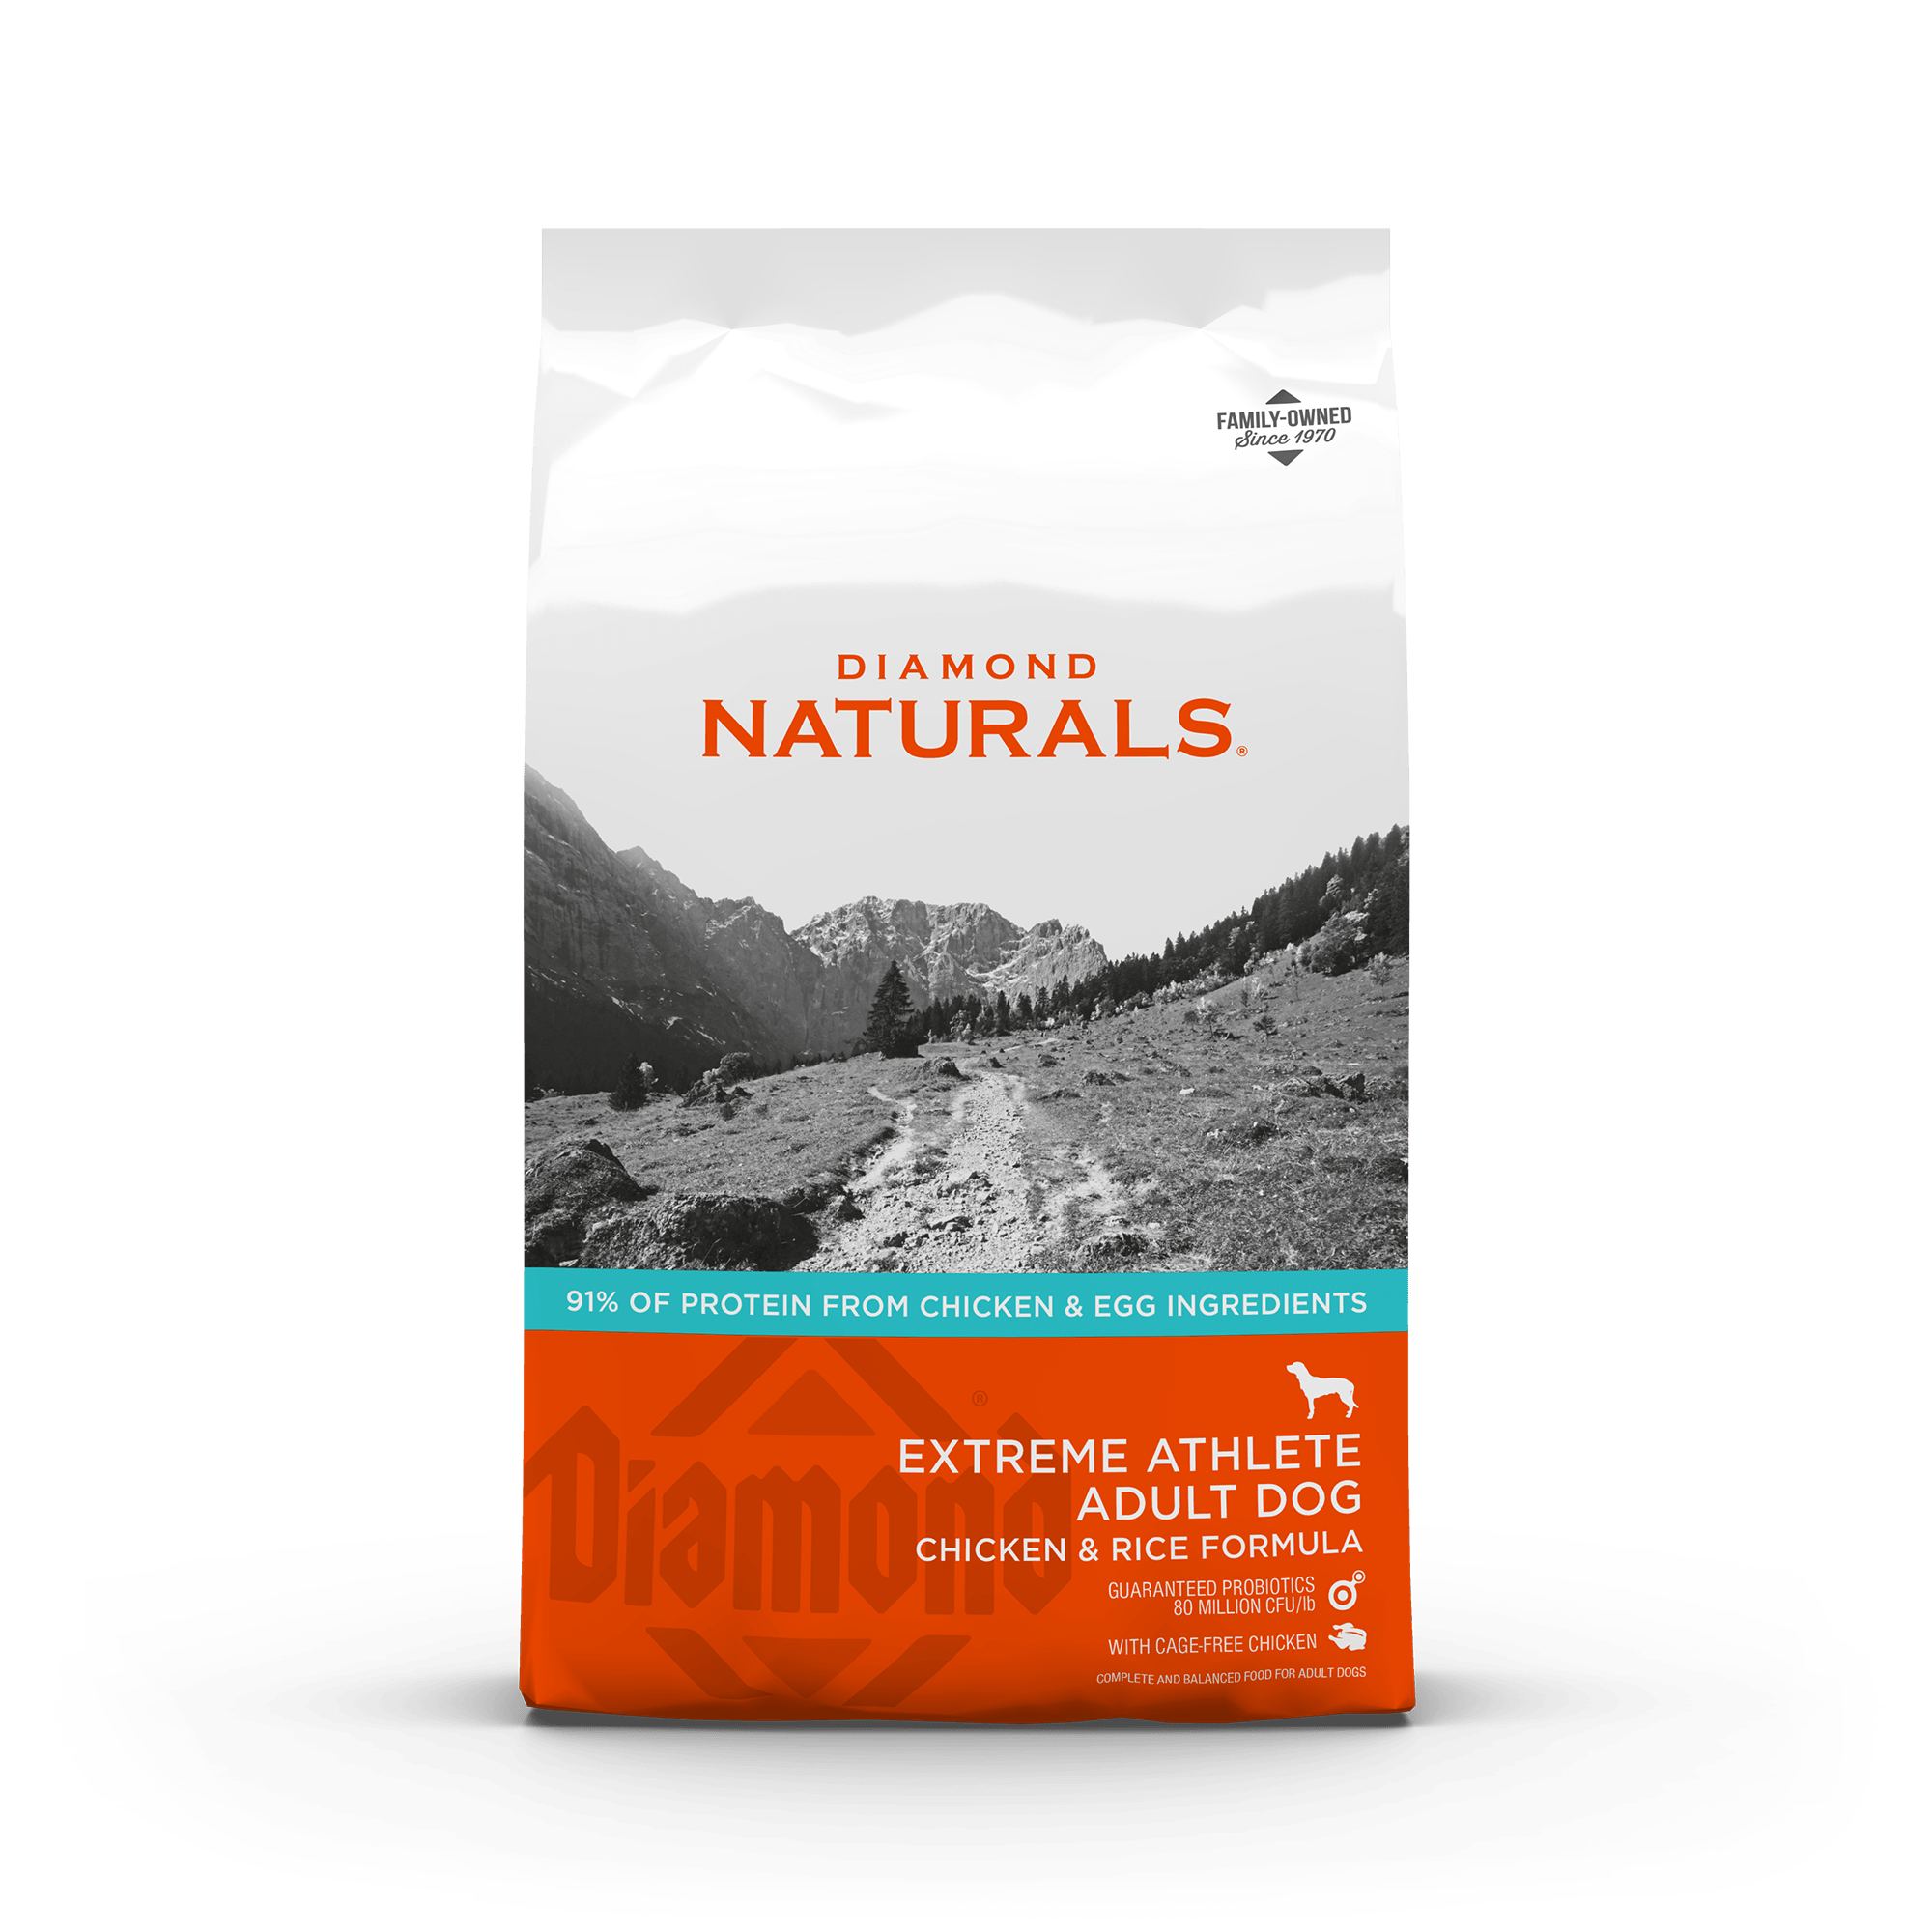 FAMILY-OWNED
Since 1970
DIAMOND
NATURALS®
91% OF PROTEIN FROM CHICKEN & EGG INGREDIENTS
Diamond®
EXTREME ATHLETE
ADULT DOG
CHICKEN & RICE FORMULA
GUARANTEED PROBIOTICS
80 MILLION CFU/lb
WITH CAGE-FREE CHICKEN
COMPLETE AND BALANCED FOOD FOR ADULT DOGS